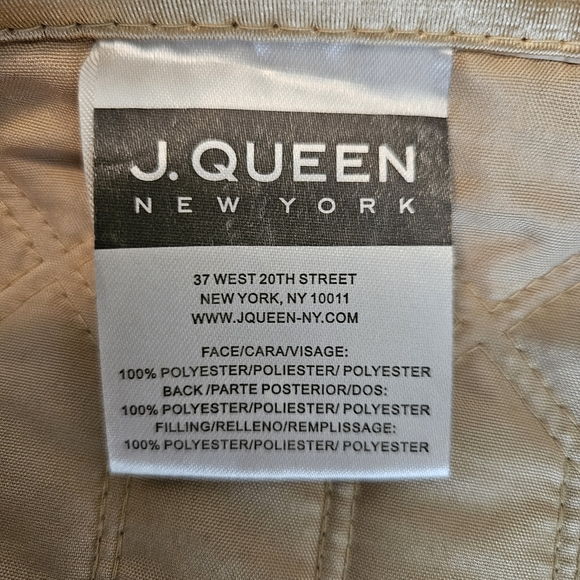 J. QUEEN
NEW YORK
37 WEST 20TH STREET
NEW YORK, NY 10011
WWW.JQUEEN-NY.COM
FACE/CARA/VISAGE:
100% POLYESTER/POLIESTER/ POLYESTER
BACK /PARTE POSTERIOR/DOS:
100% POLYESTER/POLIESTER/ POLYESTER
FILLING/RELLENO/REMPLISSAGE:
100% POLYESTER/POLIESTER/ POLYESTER